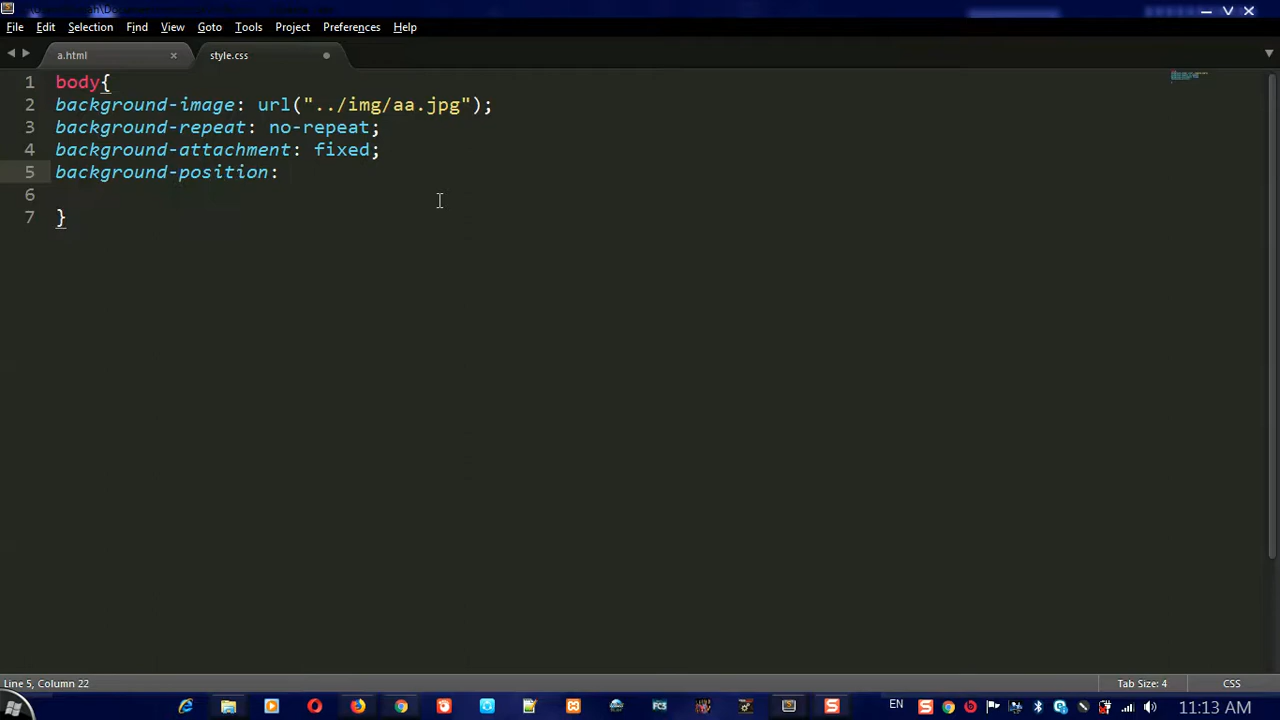 File Edit Selection Find View Goto Tools Project Preferences Help
a.html × style.css
1 body{
2 background-image: url("../img/aa.jpg");
3 background-repeat: no-repeat;
4 background-attachment: fixed;
5 background-position:
6
7 }
Line 5, Column 22 Tab Size: 4 CSS
EN 11:13 AM